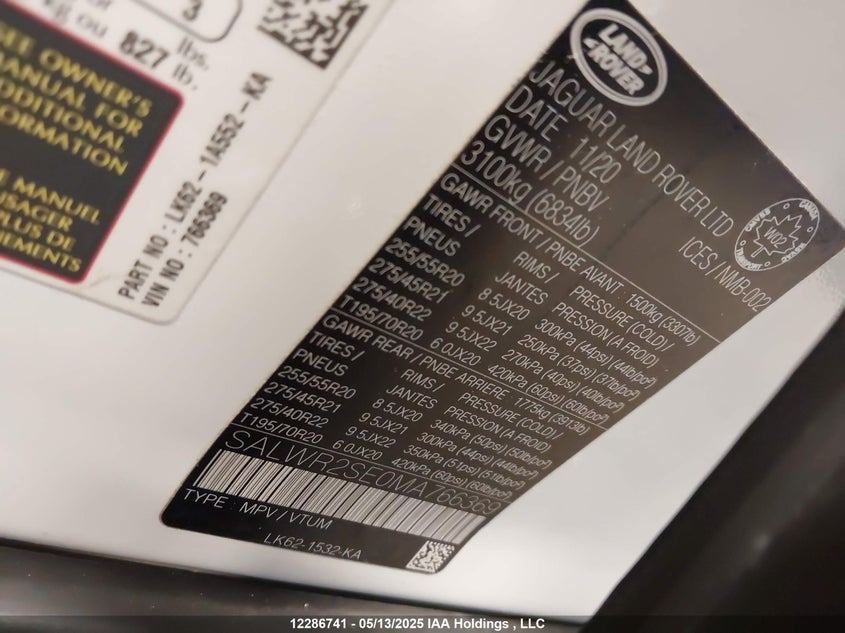 3
kg ou 827 lbs.
lb.
SEE OWNER'S
MANUAL FOR
ADDITIONAL
INFORMATION
MANUEL
USAGER
PLUS DE
PART NO : LK62-1A552-KA
VIN NO : 766369
LAND
ROVER
JAGUAR LAND ROVER LTD
DATE 11/20 ICES / NMB-002
GVWR / PNBV
3100kg (6834lb)
CANADA
W02
TRANSPORT
GAWR FRONT / PNBE AVANT 1500kg (3307lb)
TIRES / RIMS / PRESSURE (COLD) /
PNEUS JANTES PRESSION (A FROID)
255/55R20 8.5JX20 300kPa (44psi) (44lb/po²)
275/45R21 9.5JX21 250kPa (37psi) (37lb/po²)
275/40R22 9.5JX22 270kPa (40psi) (40lb/po²)
T195/70R20 6.0JX20 420kPa (60psi) (60lb/po²)
GAWR REAR / PNBE ARRIERE 1775kg (3913lb)
TIRES / RIMS / PRESSURE (COLD) /
PNEUS JANTES PRESSION (A FROID)
255/55R20 8.5JX20 340kPa (50psi) (50lb/po²)
275/45R21 9.5JX21 300kPa (44psi) (44lb/po²)
275/40R22 9.5JX22 350kPa (51psi) (51lb/po²)
T195/70R20 6.0JX20 420kPa (60psi) (60lb/po²)
SALWR2SE0MA766369
TYPE : MPV / VTUM
LK62-1532-KA
12286741 - 05/13/2025 IAA Holdings , LLC